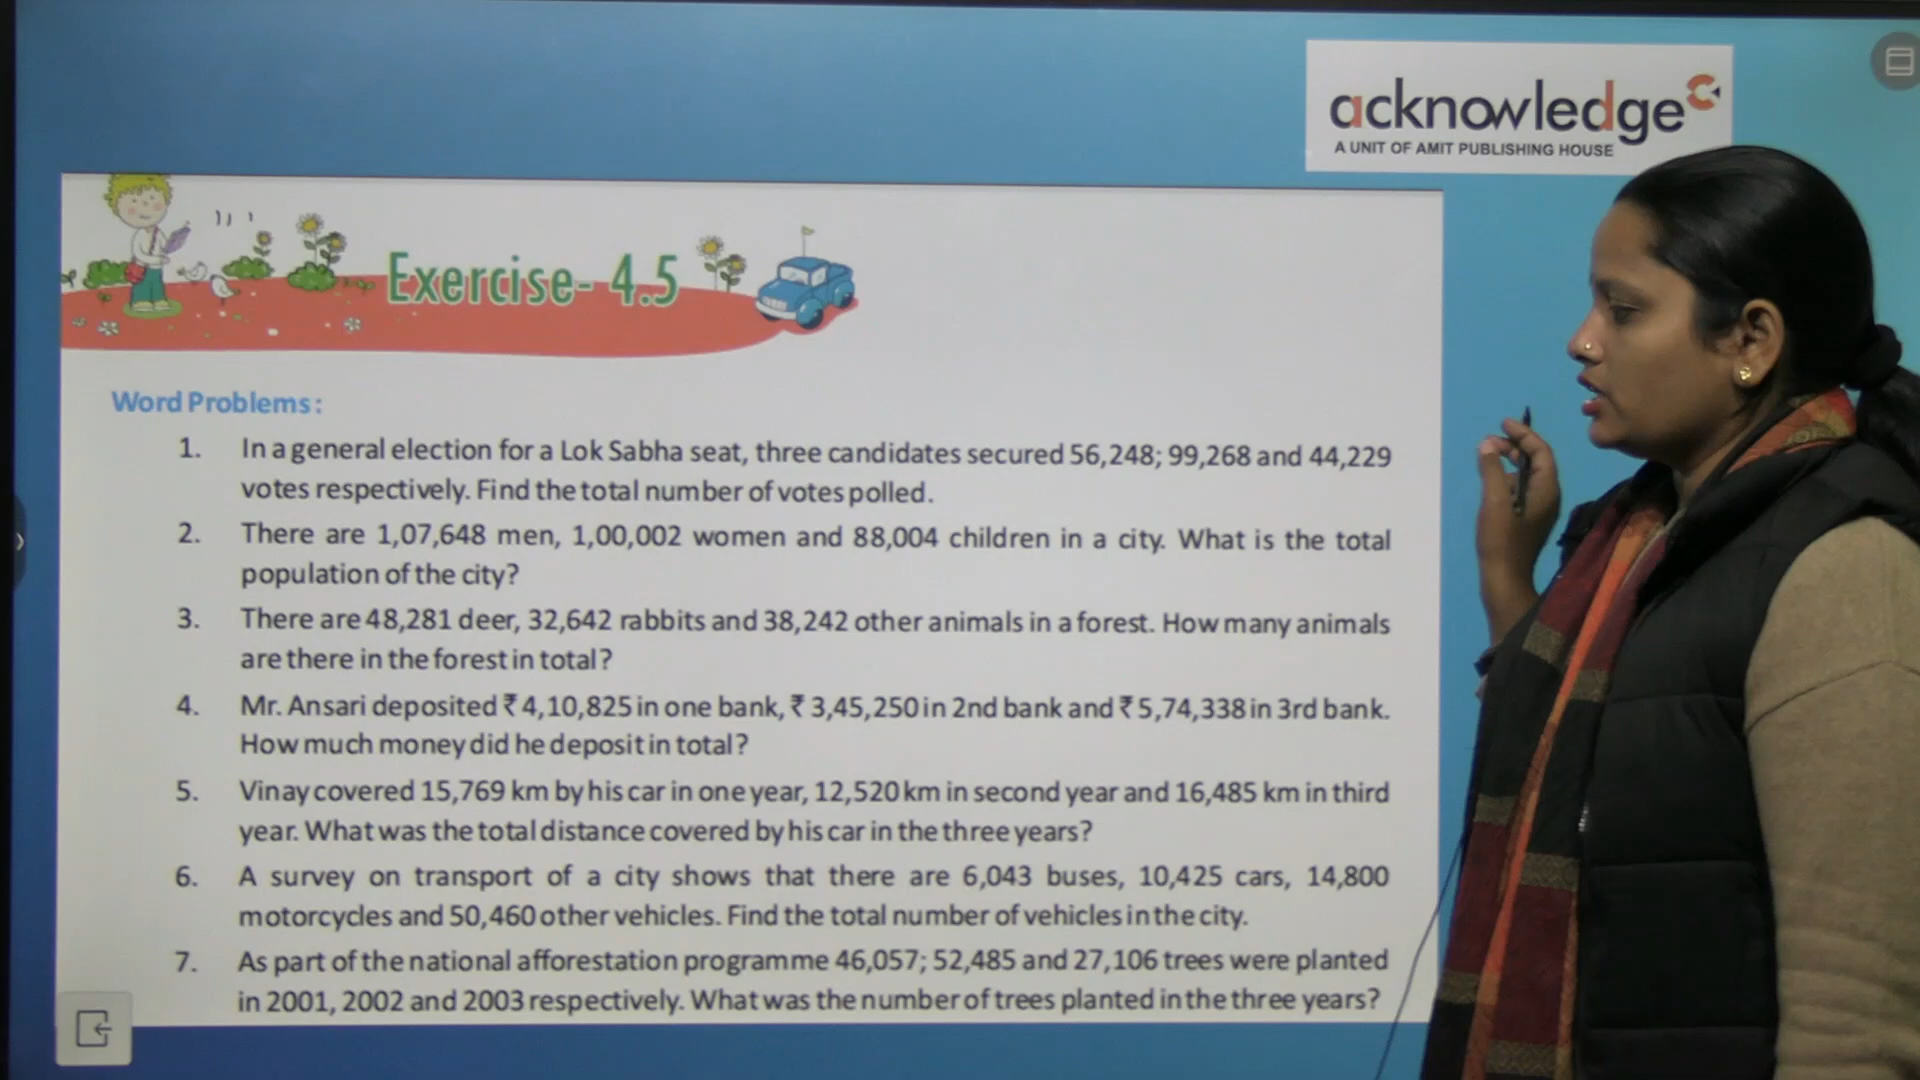 acknowledge
A UNIT OF AMIT PUBLISHING HOUSE
Exercise- 4.5
Word Problems:
1. In a general election for a Lok Sabha seat, three candidates secured 56,248; 99,268 and 44,229
votes respectively. Find the total number of votes polled.
2. There are 1,07,648 men, 1,00,002 women and 88,004 children in a city. What is the total
population of the city?
3. There are 48,281 deer, 32,642 rabbits and 38,242 other animals in a forest. How many animals
are there in the forest in total?
4. Mr. Ansari deposited ₹ 4,10,825 in one bank, ₹ 3,45,250 in 2nd bank and ₹ 5,74,338 in 3rd bank.
How much money did he deposit in total?
5. Vinay covered 15,769 km by his car in one year, 12,520 km in second year and 16,485 km in third
year. What was the total distance covered by his car in the three years?
6. A survey on transport of a city shows that there are 6,043 buses, 10,425 cars, 14,800
motorcycles and 50,460 other vehicles. Find the total number of vehicles in the city.
7. As part of the national afforestation programme 46,057; 52,485 and 27,106 trees were planted
in 2001, 2002 and 2003 respectively. What was the number of trees planted in the three years?